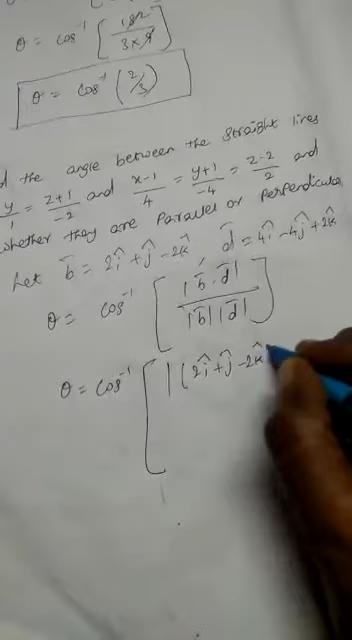 θ = cos⁻¹ [ 182 / 3×9 ]
θ = cos⁻¹ (2/3)
the angle between the straight lines
y/1 = z+1/-2 and x-1/4 = y+1/-4 = z-2/2 and
whether they are Parallel or Perpendicular
Let b̄ = 2î+ĵ-2k̂, d̄ = 4î-4ĵ+2k̂
θ = cos⁻¹ [ |b̄·d̄| / |b̄| |d̄| ]
θ = cos⁻¹ [ |(2î+ĵ-2k̂